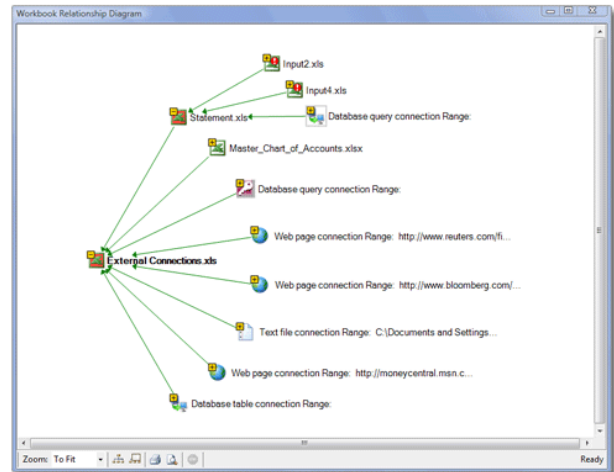 Workbook Relationship Diagram
Input2.xls
Input4.xls
Statement.xls
Database query connection Range:
Master_Chart_of_Accounts.xlsx
Database query connection Range:
Web page connection Range: http://www.reuters.com/fi...
External Connections.xls
Web page connection Range: http://www.bloomberg.com/...
Text file connection Range: C:\Documents and Settings...
Web page connection Range: http://moneycentral.msn.c...
Database table connection Range:
Zoom: To Fit
Ready